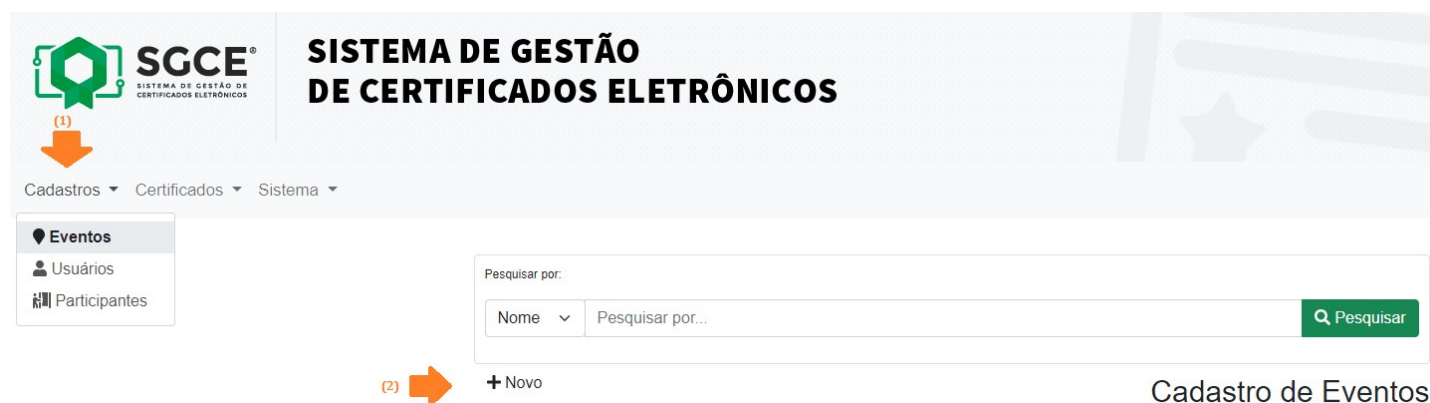 SGCE®
SISTEMA DE GESTÃO DE
CERTIFICADOS ELETRÔNICOS
SISTEMA DE GESTÃO
DE CERTIFICADOS ELETRÔNICOS
(1)
Cadastros Certificados Sistema
Eventos
Usuários
Participantes
Pesquisar por:
Nome Pesquisar por... Pesquisar
(2) + Novo
Cadastro de Eventos